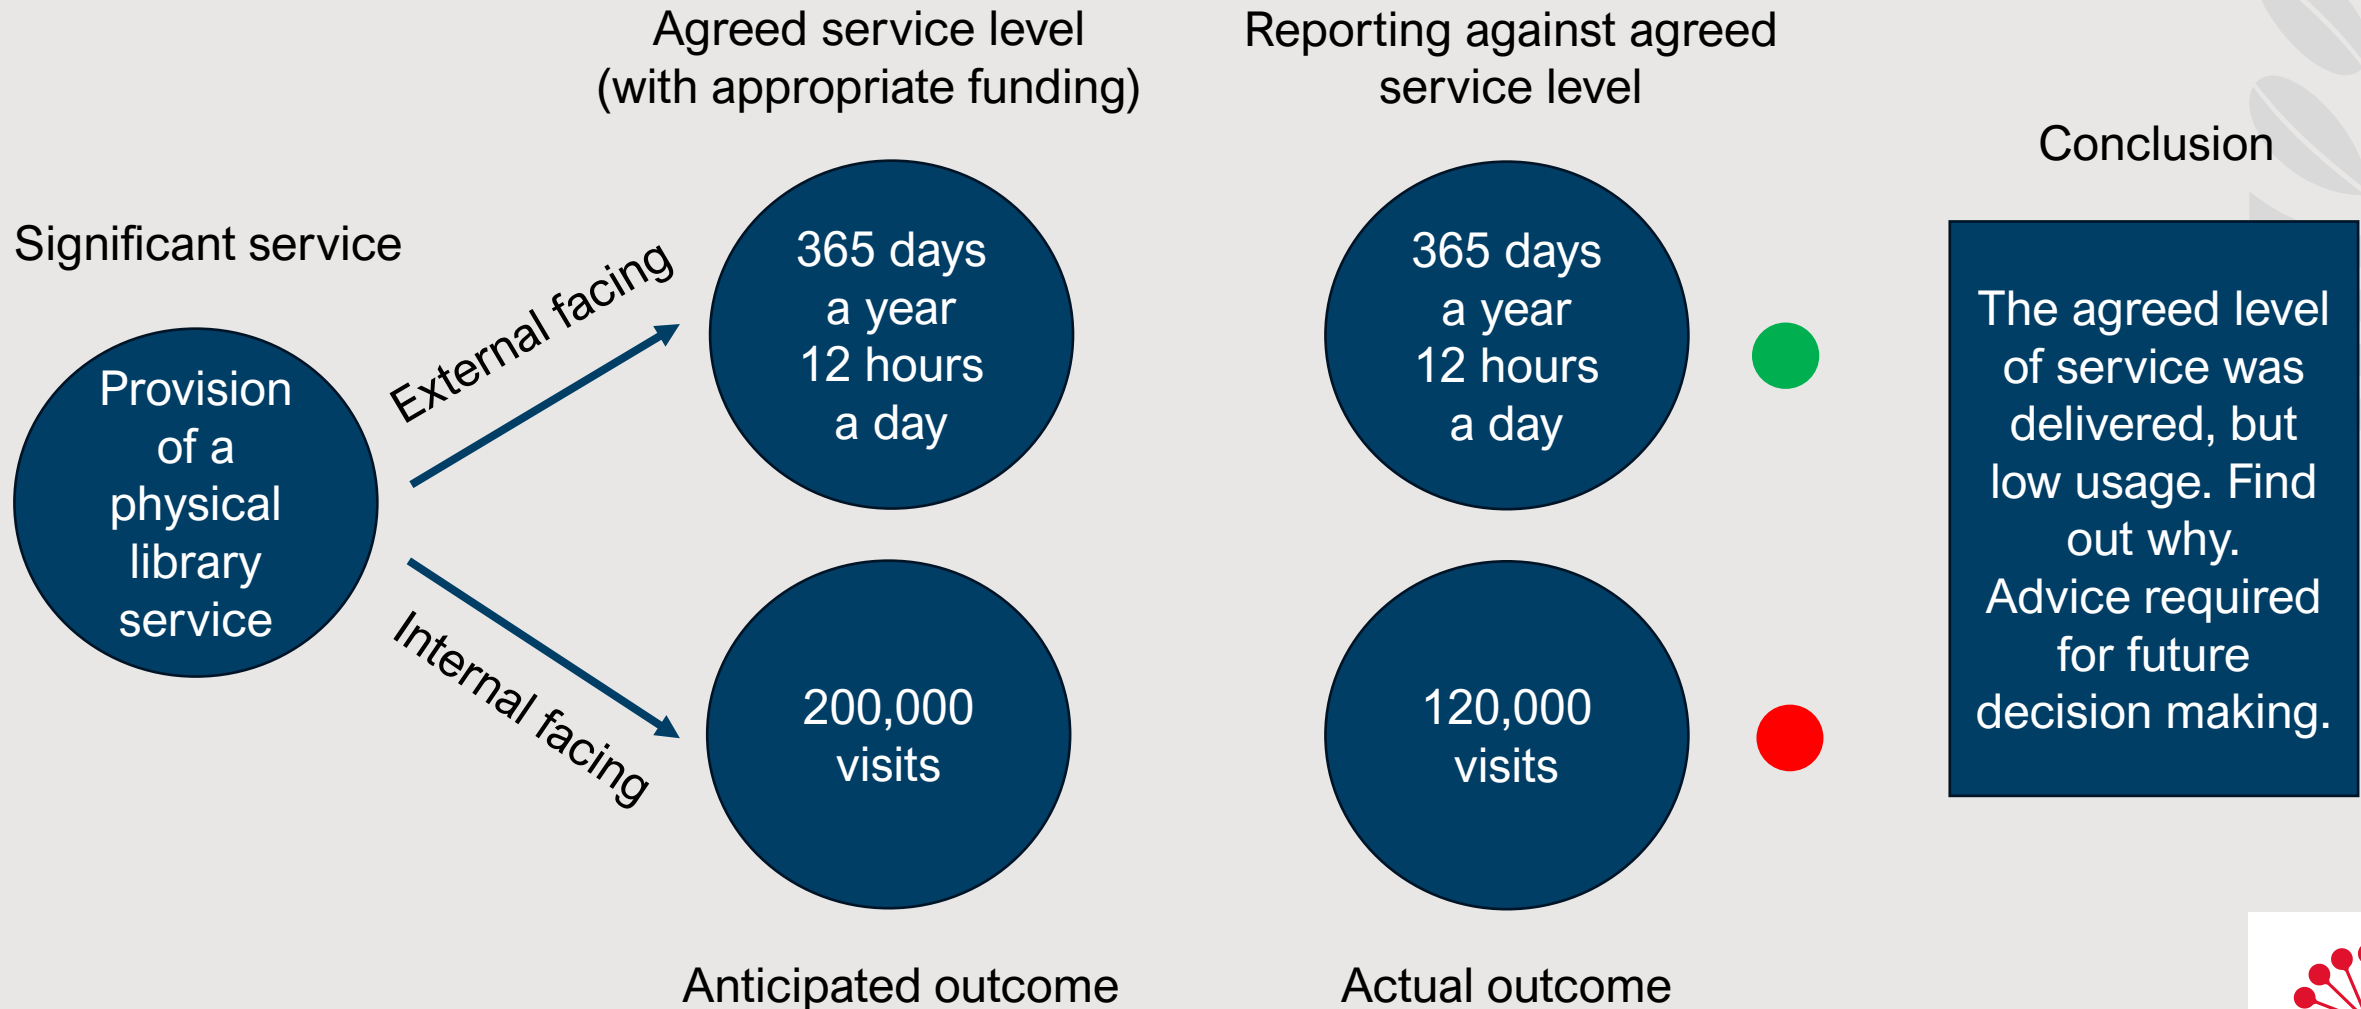 Agreed service level
(with appropriate funding)
Reporting against agreed
service level
Conclusion
Significant service
Provision
of a
physical
library
service
External facing
Internal facing
365 days
a year
12 hours
a day
365 days
a year
12 hours
a day
200,000
visits
120,000
visits
The agreed level
of service was
delivered, but
low usage. Find
out why.
Advice required
for future
decision making.
Anticipated outcome
Actual outcome